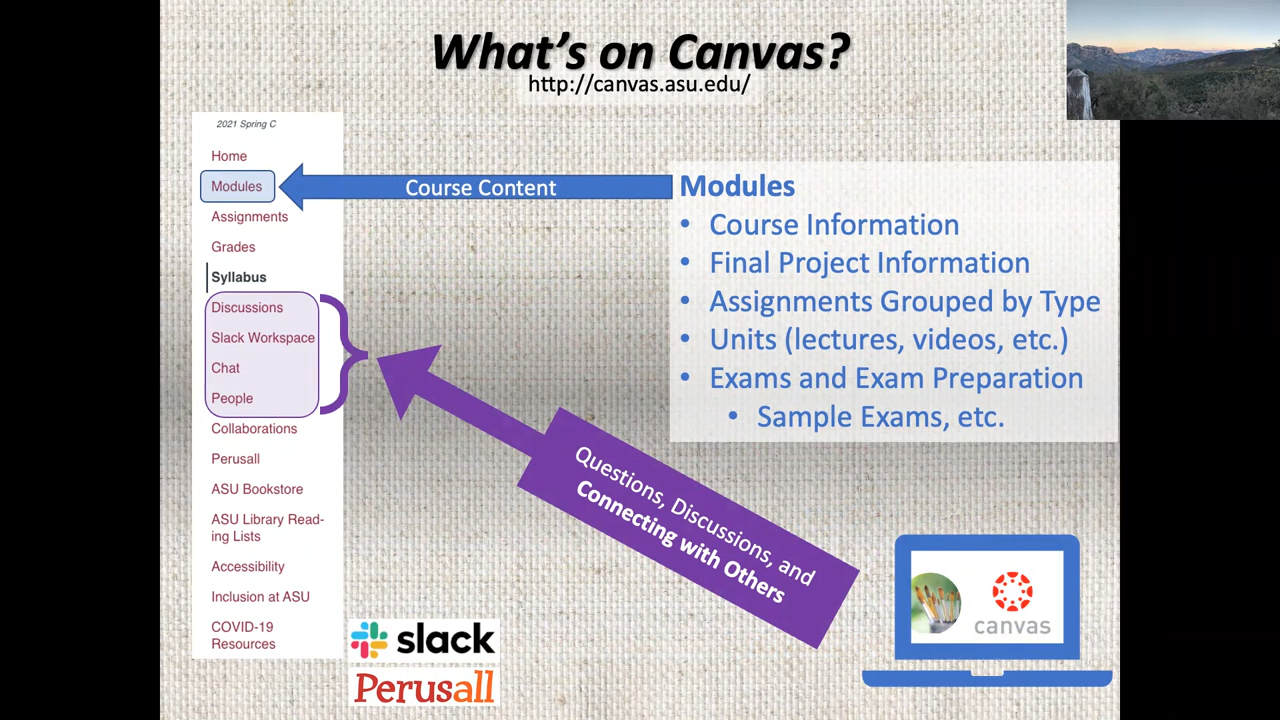 What's on Canvas?
http://canvas.asu.edu/
2021 Spring C
Home
Modules
Assignments
Grades
Syllabus
Discussions
Slack Workspace
Chat
People
Collaborations
Perusall
ASU Bookstore
ASU Library Read-
ing Lists
Accessibility
Inclusion at ASU
COVID-19
Resources
Course Content
Modules
• Course Information
• Final Project Information
• Assignments Grouped by Type
• Units (lectures, videos, etc.)
• Exams and Exam Preparation
• Sample Exams, etc.
Questions, Discussions, and
Connecting with Others
slack
Perusall
canvas